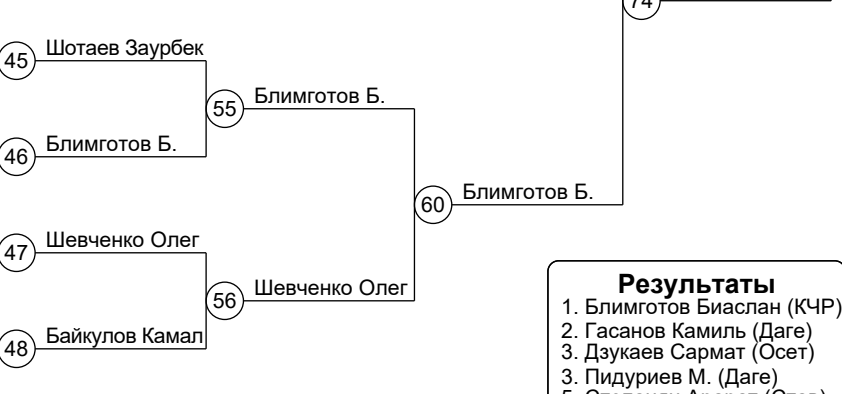 74
45 Шотаев Заурбек
55 Блимготов Б.
46 Блимготов Б.
60 Блимготов Б.
47 Шевченко Олег
56 Шевченко Олег
48 Байкулов Камал
Результаты
1. Блимготов Биаслан (КЧР)
2. Гасанов Камиль (Даге)
3. Дзукаев Сармат (Осет)
3. Пидуриев М. (Даге)